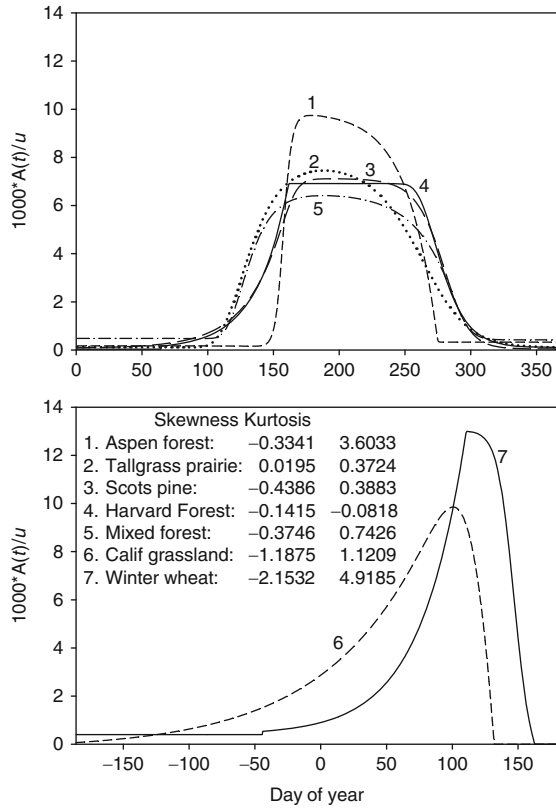 14
12
10
8
6
4
2
0
1000*A(t)/u
1
2
3
4
5
0 50 100 150 200 250 300 350
14
12
10
8
6
4
2
0
1000*A(t)/u
Skewness Kurtosis
1. Aspen forest: −0.3341 3.6033
2. Tallgrass prairie: 0.0195 0.3724
3. Scots pine: −0.4386 0.3883
4. Harvard Forest: −0.1415 −0.0818
5. Mixed forest: −0.3746 0.7426
6. Calif grassland: −1.1875 1.1209
7. Winter wheat: −2.1532 4.9185
7
6
−150 −100 −50 0 50 100 150
Day of year